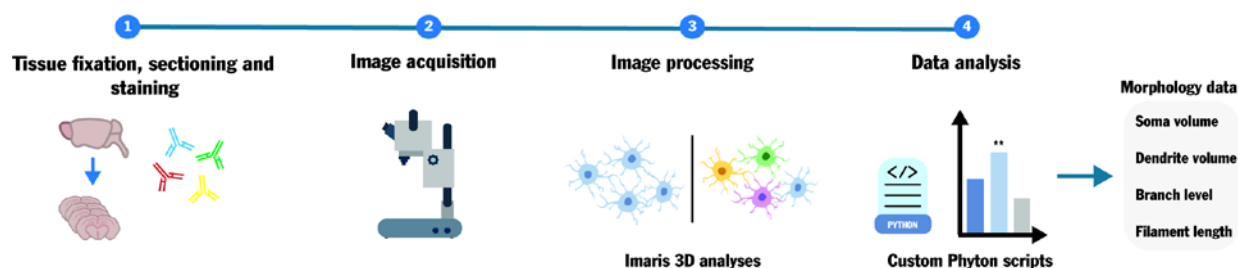 1
2
3
4
Tissue fixation, sectioning and
staining
Image acquisition
Image processing
Data analysis
Morphology data
Soma volume
Dendrite volume
Branch level
Filament length
**
</>
PYTHON
Imaris 3D analyses
Custom Phyton scripts